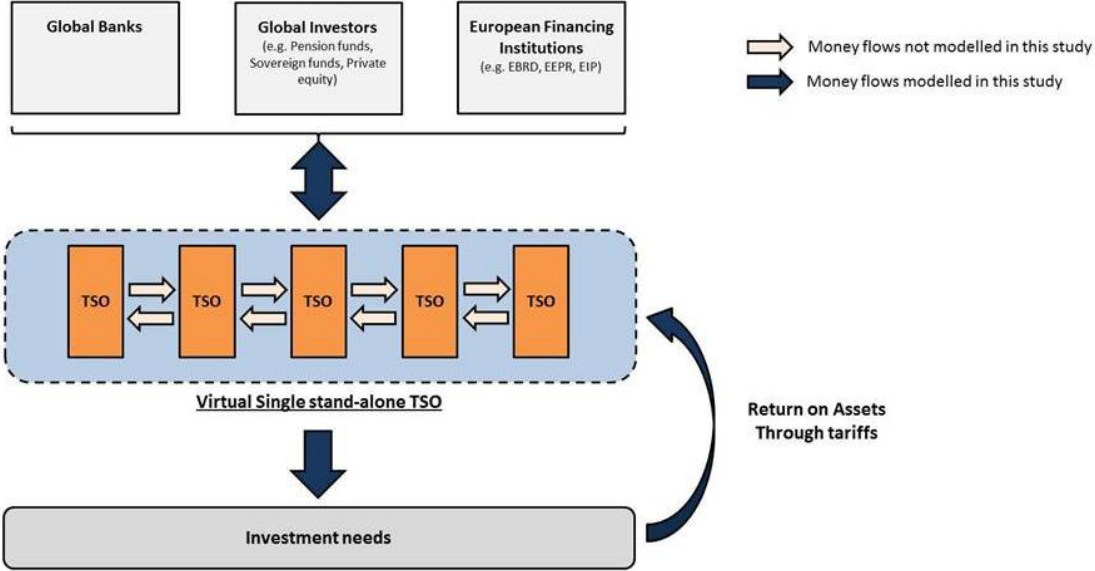 Global Banks
Global Investors
(e.g. Pension funds,
Sovereign funds, Private
equity)
European Financing
Institutions
(e.g. EBRD, EEPR, EIP)
Money flows not modelled in this study
Money flows modelled in this study
TSO
TSO
TSO
TSO
TSO
Virtual Single stand-alone TSO
Return on Assets
Through tariffs
Investment needs